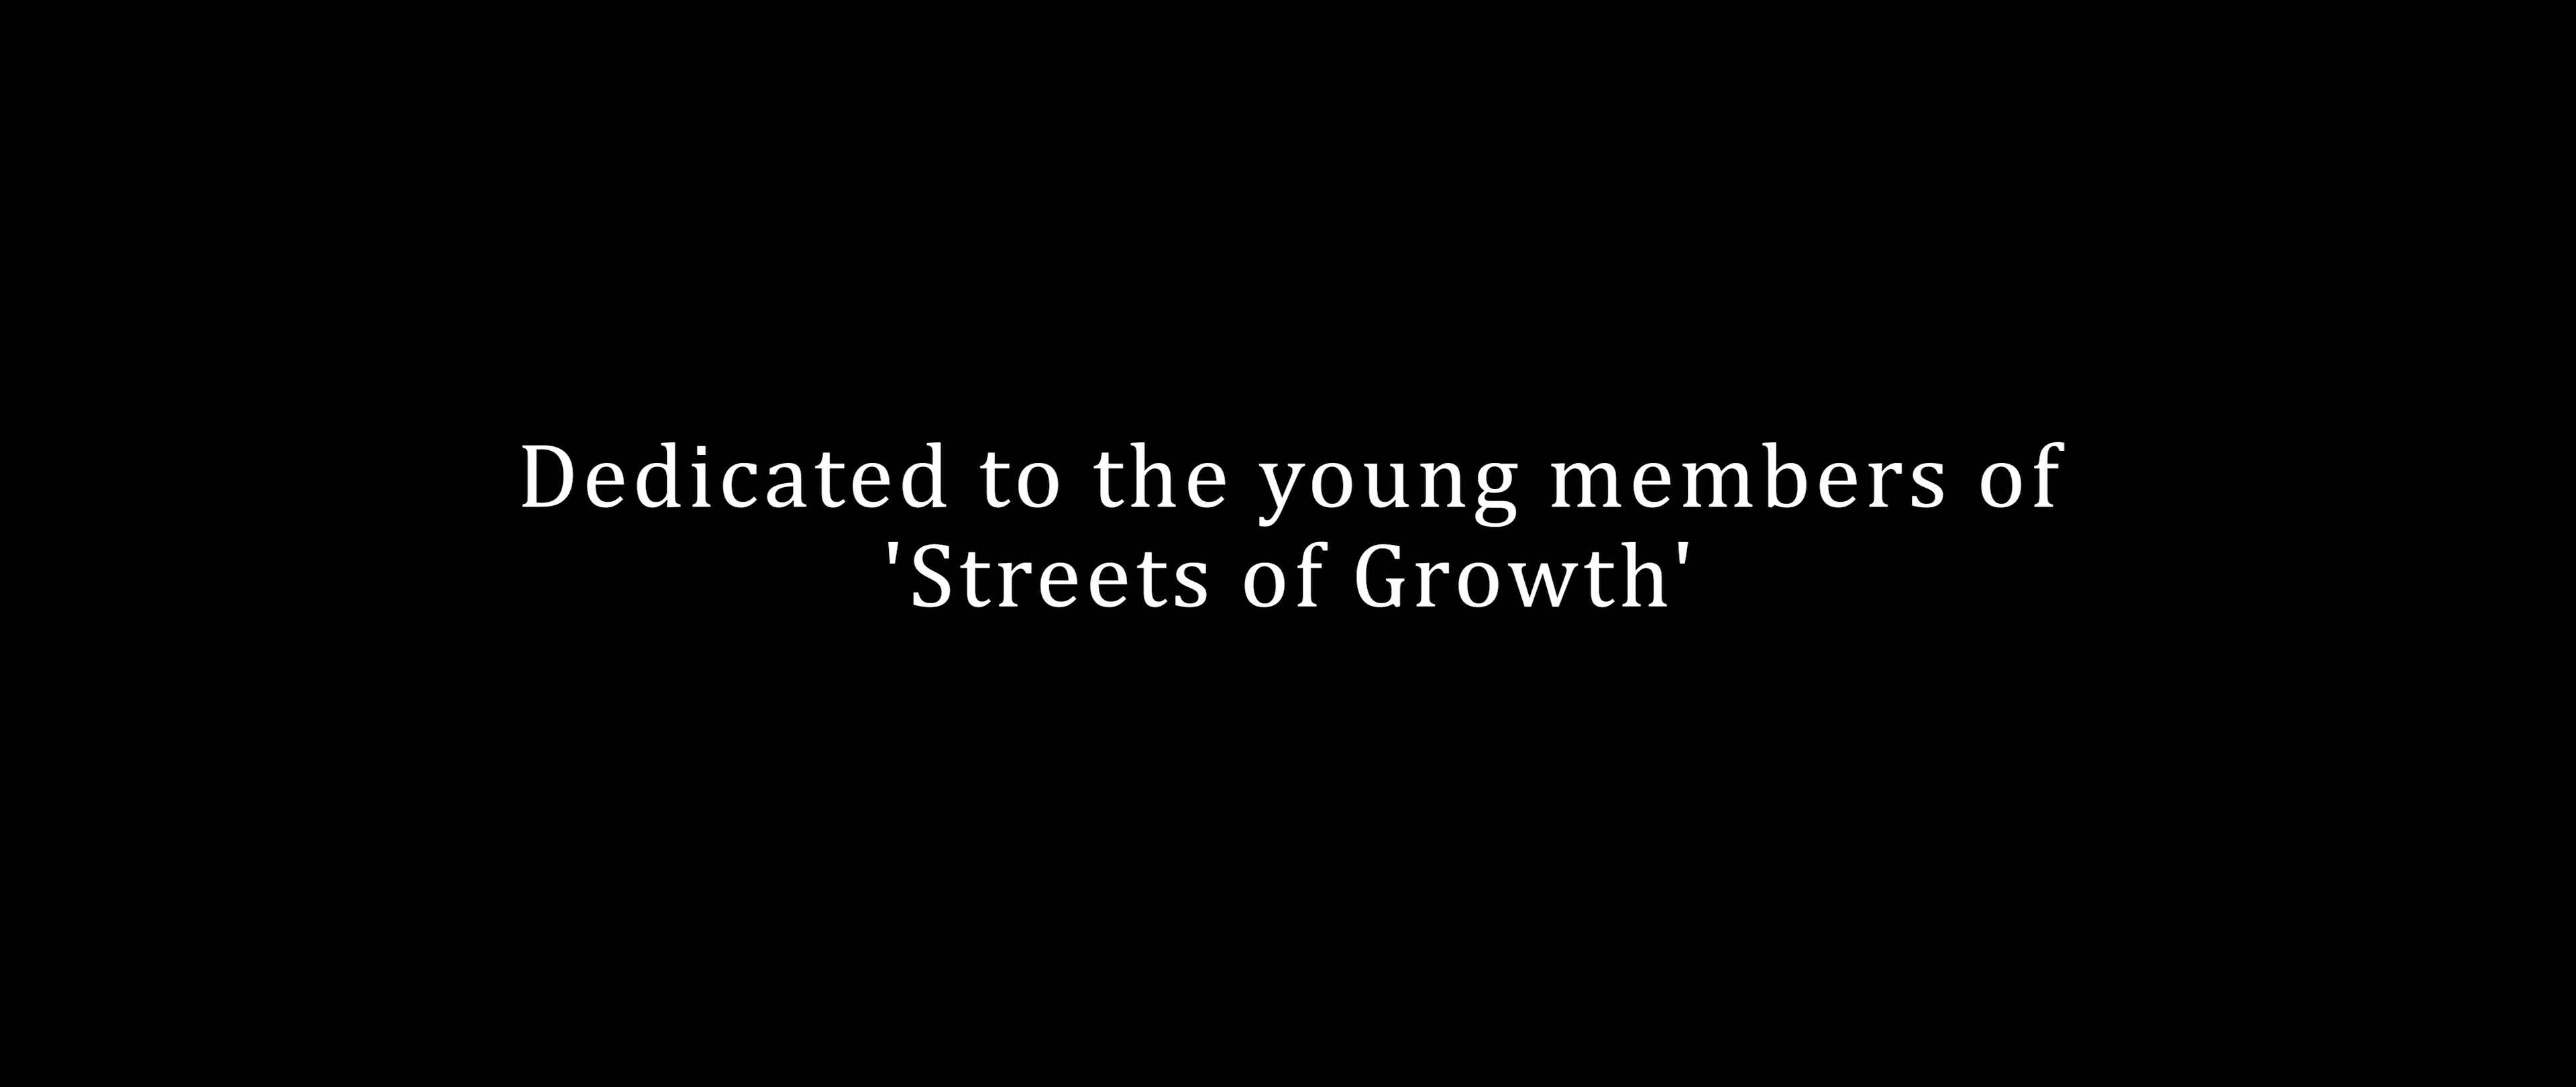 Dedicated to the young members of
'Streets of Growth'